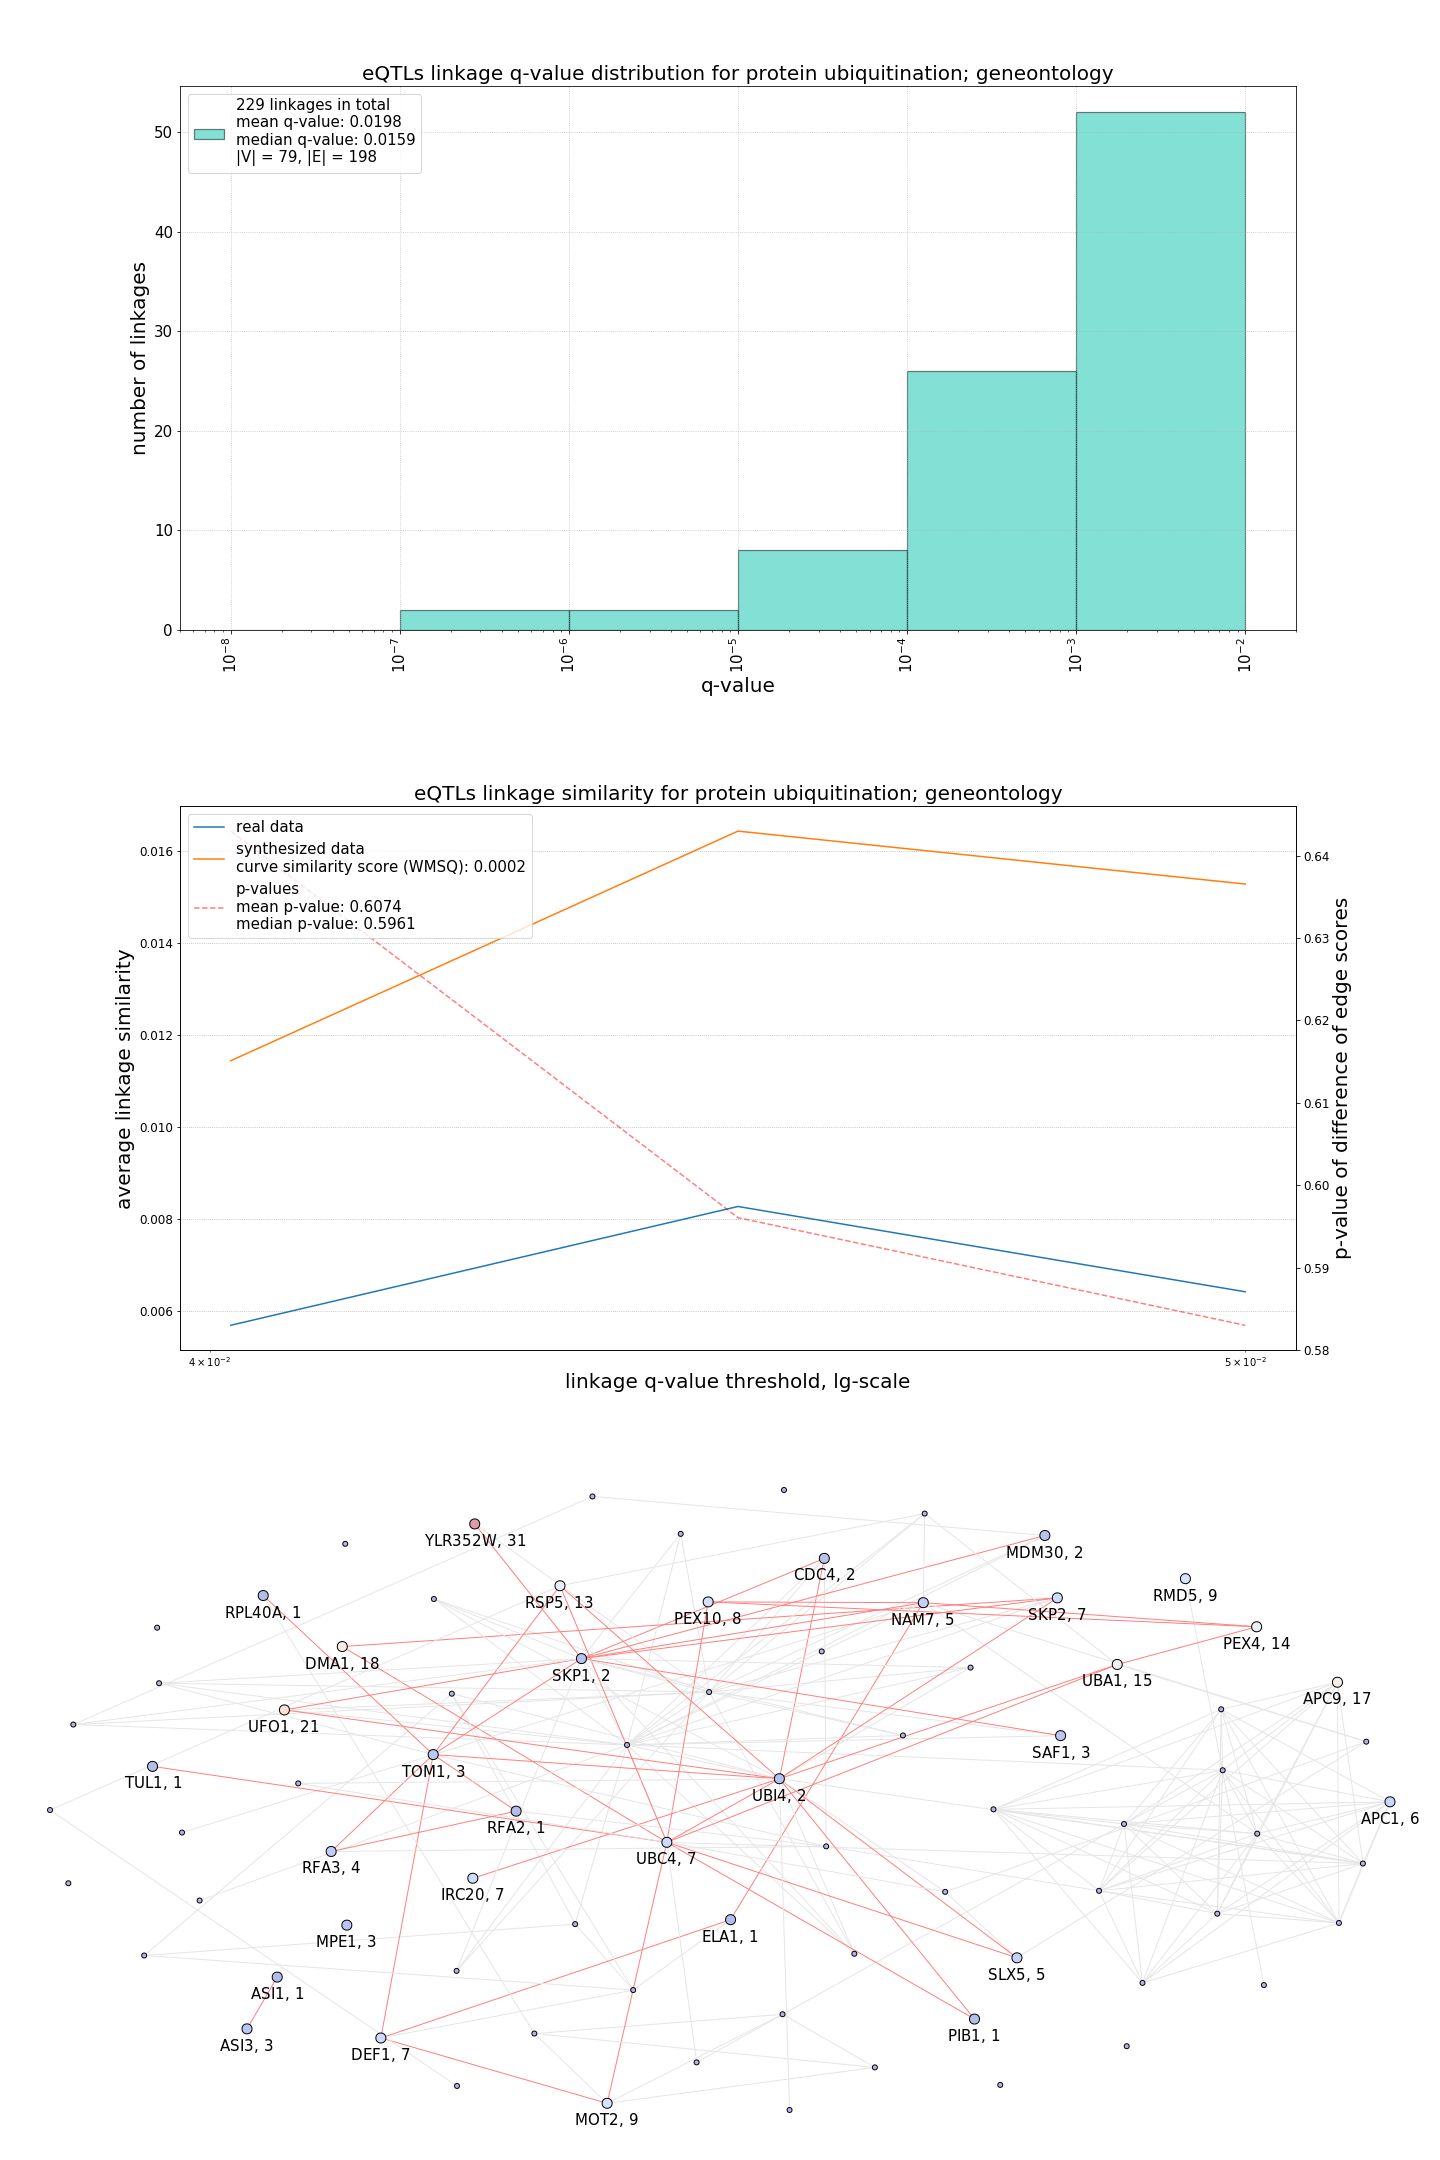 eQTLs linkage q-value distribution for protein ubiquitination; geneontology
229 linkages in total
mean q-value: 0.0198
median q-value: 0.0159
|V| = 79, |E| = 198
number of linkages
50
40
30
20
10
0
10⁻⁸ 10⁻⁷ 10⁻⁶ 10⁻⁵ 10⁻⁴ 10⁻³ 10⁻²
q-value
eQTLs linkage similarity for protein ubiquitination; geneontology
real data
synthesized data
curve similarity score (WMSQ): 0.0002
p-values
mean p-value: 0.6074
median p-value: 0.5961
average linkage similarity
0.016
0.014
0.012
0.010
0.008
0.006
0.64
0.63
0.62
0.61
0.60
0.59
0.58
p-value of difference of edge scores
4 × 10⁻² 5 × 10⁻²
linkage q-value threshold, lg-scale
YLR352W, 31
MDM30, 2
CDC4, 2
RMD5, 9
RSP5, 13
RPL40A, 1
SKP2, 7
PEX10, 8
NAM7, 5
PEX4, 14
DMA1, 18
SKP1, 2
UBA1, 15
APC9, 17
UFO1, 21
SAF1, 3
TOM1, 3
TUL1, 1
UBI4, 2
APC1, 6
RFA2, 1
UBC4, 7
RFA3, 4
IRC20, 7
ELA1, 1
MPE1, 3
SLX5, 5
ASI1, 1
PIB1, 1
ASI3, 3
DEF1, 7
MOT2, 9